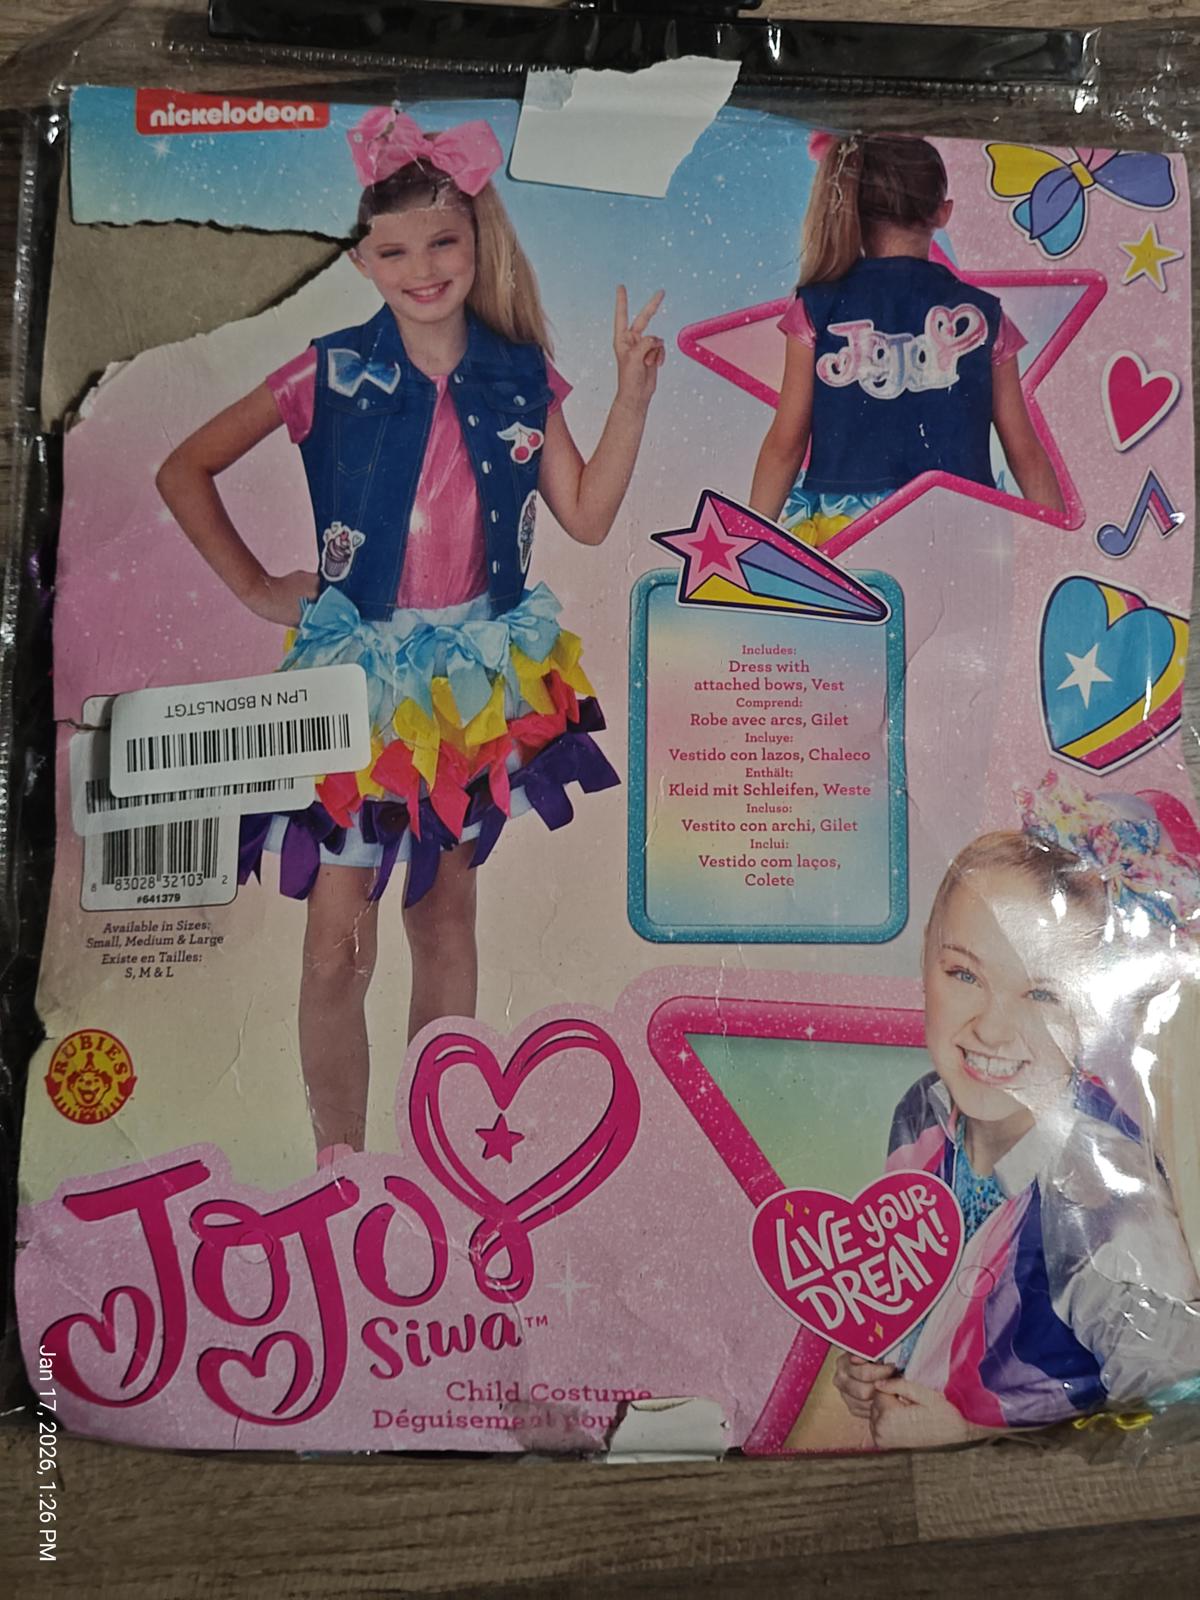 nickelodeon
JoJo
Includes:
Dress with
attached bows, Vest
Comprend:
Robe avec arcs, Gilet
Incluye:
Vestido con lazos, Chaleco
Enthält:
Kleid mit Schleifen, Weste
Incluso:
Vestito con archi, Gilet
Inclui:
Vestido com laços,
Colete
LPN N B5DNL5TGT
8 83028 32103 2
#641379
Available in Sizes:
Small, Medium & Large
Existe en Tailles:
S, M & L
RUBIES
JoJo
Siwa™
LIVE YOUR
DREAM!
Child Costume
Déguisement pou
Jan 17, 2026, 1:26 PM